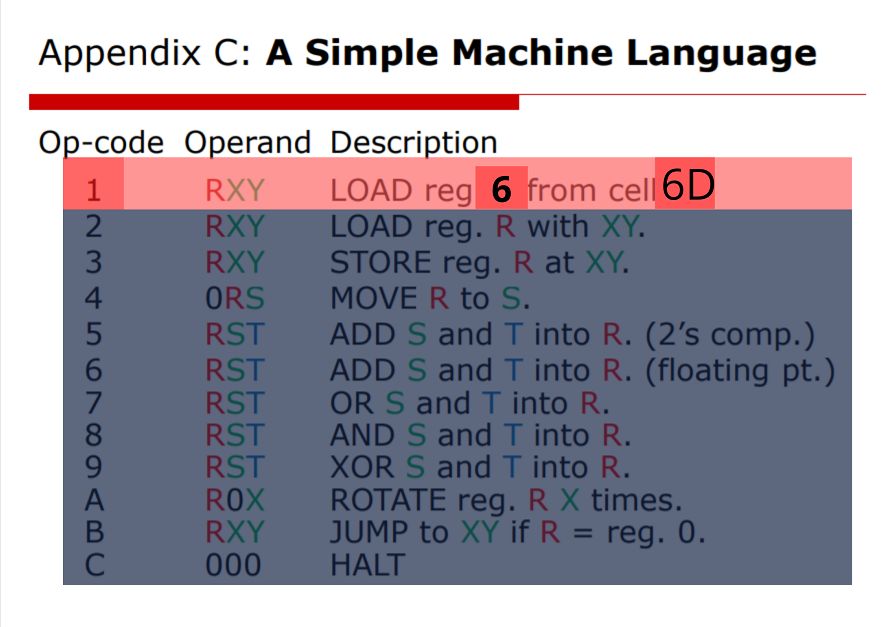 Appendix C: A Simple Machine Language
Op-code Operand Description
1 RXY LOAD reg 6 from cell 6D
2 RXY LOAD reg. R with XY.
3 RXY STORE reg. R at XY.
4 0RS MOVE R to S.
5 RST ADD S and T into R. (2’s comp.)
6 RST ADD S and T into R. (floating pt.)
7 RST OR S and T into R.
8 RST AND S and T into R.
9 RST XOR S and T into R.
A R0X ROTATE reg. R X times.
B RXY JUMP to XY if R = reg. 0.
C 000 HALT